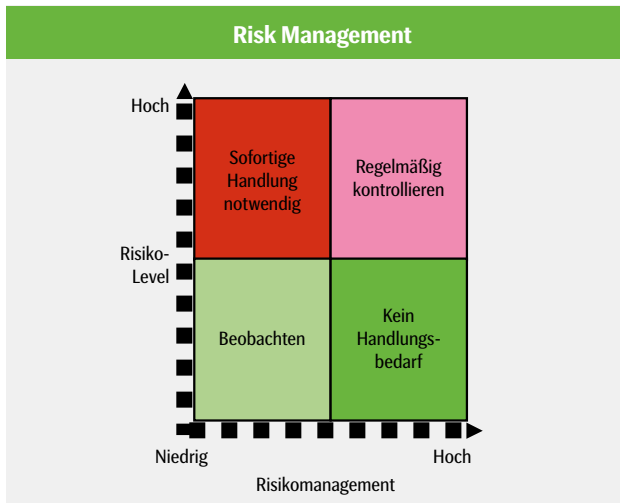 Risk Management
Hoch
Sofortige
Handlung
notwendig
Regelmäßig
kontrollieren
Risiko-
Level
Beobachten
Kein
Handlungs-
bedarf
Niedrig
Hoch
Risikomanagement